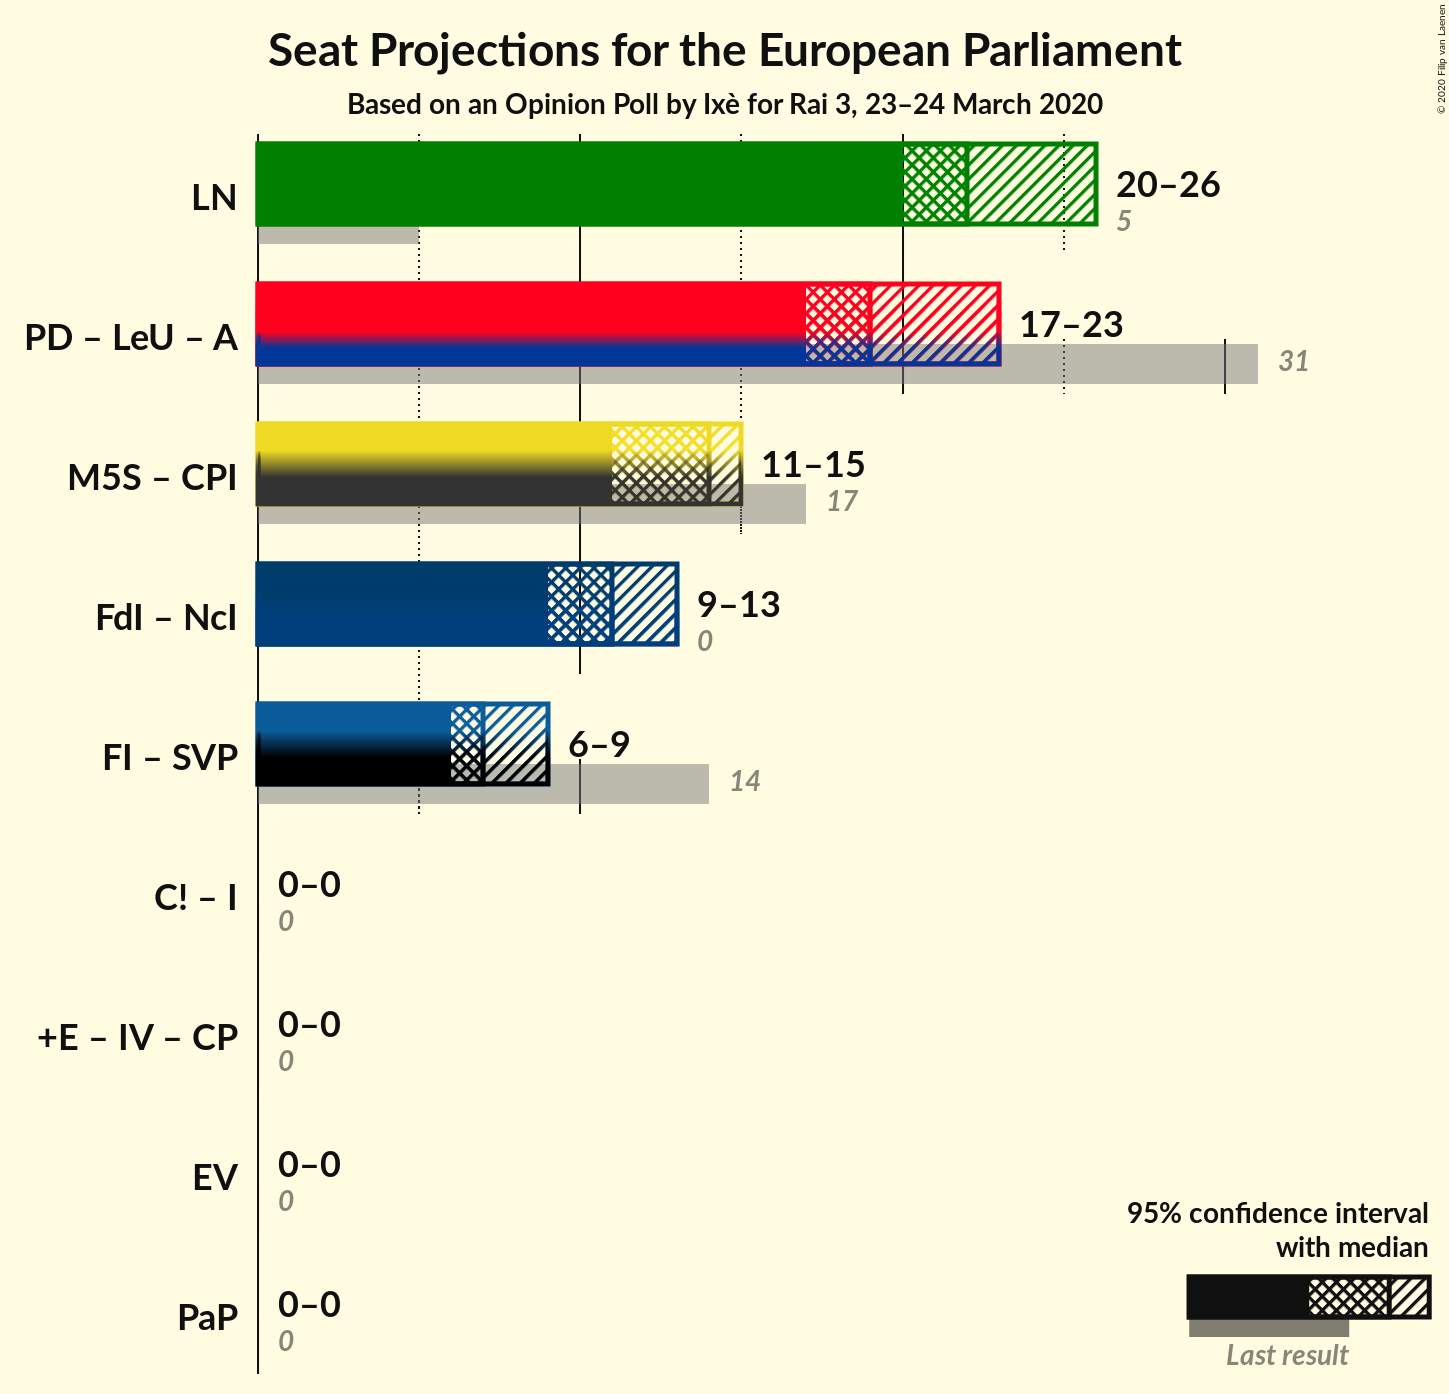 Seat Projections for the European Parliament
Based on an Opinion Poll by Ixè for Rai 3, 23–24 March 2020
© 2020 Filip van Laenen
LN
20–26
5
PD – LeU – A
17–23
31
M5S – CPI
11–15
17
FdI – NcI
9–13
0
FI – SVP
6–9
14
C! – I
0–0
0
+E – IV – CP
0–0
0
EV
0–0
0
PaP
0–0
0
95% confidence interval
with median
Last result